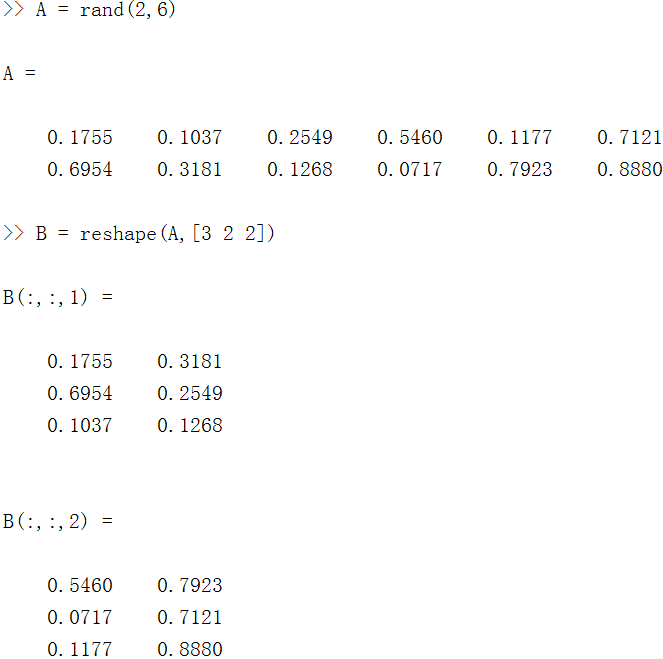 >> A = rand(2,6)
A =
0.1755 0.1037 0.2549 0.5460 0.1177 0.7121
0.6954 0.3181 0.1268 0.0717 0.7923 0.8880
>> B = reshape(A,[3 2 2])
B(:,:,1) =
0.1755 0.3181
0.6954 0.2549
0.1037 0.1268
B(:,:,2) =
0.5460 0.7923
0.0717 0.7121
0.1177 0.8880